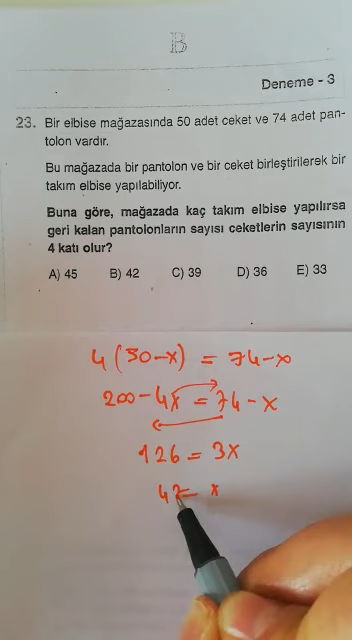 B
Deneme - 3
23. Bir elbise mağazasında 50 adet ceket ve 74 adet pan-
tolon vardır.
Bu mağazada bir pantolon ve bir ceket birleştirilerek bir
takım elbise yapılabiliyor.
Buna göre, mağazada kaç takım elbise yapılırsa
geri kalan pantolonların sayısı ceketlerin sayısının
4 katı olur?
A) 45 B) 42 C) 39 D) 36 E) 33
4(50-x) = 74-x
200-4x = 74-x
126 = 3x
42 = x